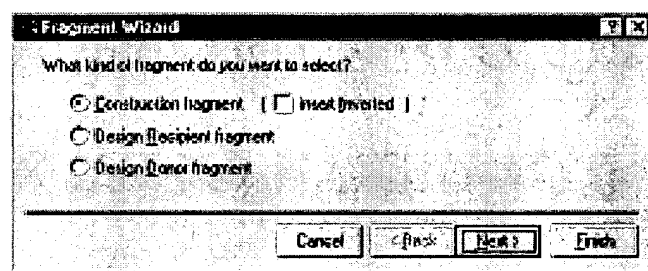 Fragment Wizard
What kind of fragment do you want to select?
Construction fragment ( Insert Inverted )
Design Recipient fragment
Design Donor fragment
Cancel < Back Next > Finish